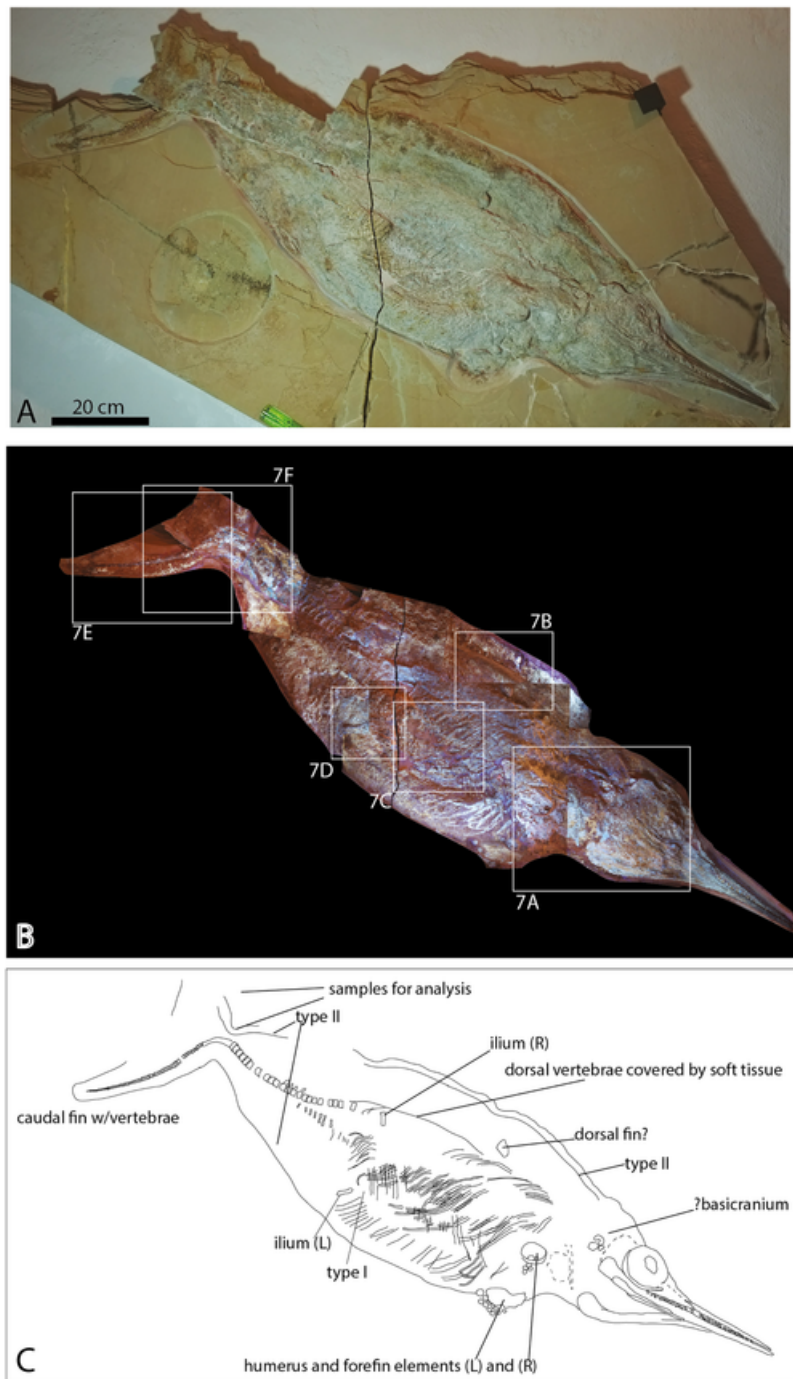 A
20 cm
7F
7E
7B
7D
7C
7A
B
samples for analysis
type II
ilium (R)
dorsal vertebrae covered by soft tissue
caudal fin w/vertebrae
dorsal fin?
type II
?basicranium
ilium (L)
type I
humerus and forefin elements (L) and (R)
C